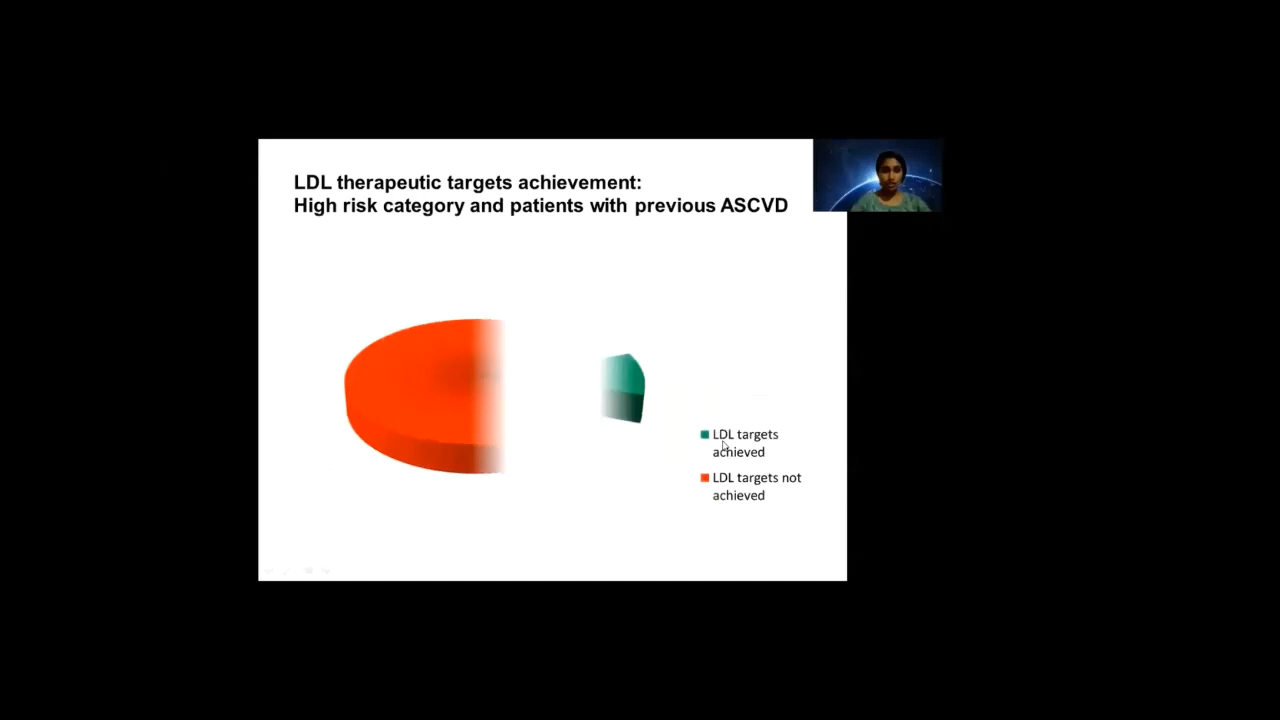 LDL therapeutic targets achievement:
High risk category and patients with previous ASCVD
LDL targets
achieved
LDL targets not
achieved